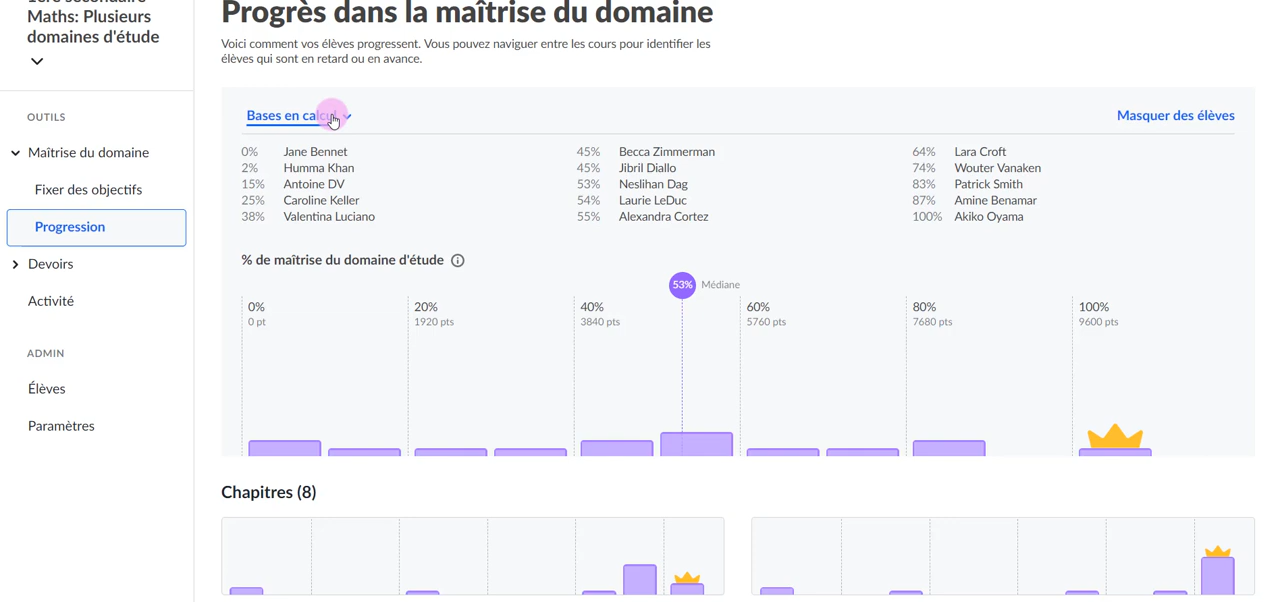 Maths: Plusieurs
domaines d'étude
OUTILS
Maîtrise du domaine
Fixer des objectifs
Progression
Devoirs
Activité
ADMIN
Élèves
Paramètres
Progrès dans la maîtrise du domaine
Voici comment vos élèves progressent. Vous pouvez naviguer entre les cours pour identifier les
élèves qui sont en retard ou en avance.
Bases en calcul
Masquer des élèves
0% Jane Bennet
2% Humma Khan
15% Antoine DV
25% Caroline Keller
38% Valentina Luciano
45% Becca Zimmerman
45% Jibril Diallo
53% Neslihan Dag
54% Laurie LeDuc
55% Alexandra Cortez
64% Lara Croft
74% Wouter Vanaken
83% Patrick Smith
87% Amine Benamar
100% Akiko Oyama
% de maîtrise du domaine d'étude
53% Médiane
0% 20% 40% 60% 80% 100%
0 pt 1920 pts 3840 pts 5760 pts 7680 pts 9600 pts
Chapitres (8)